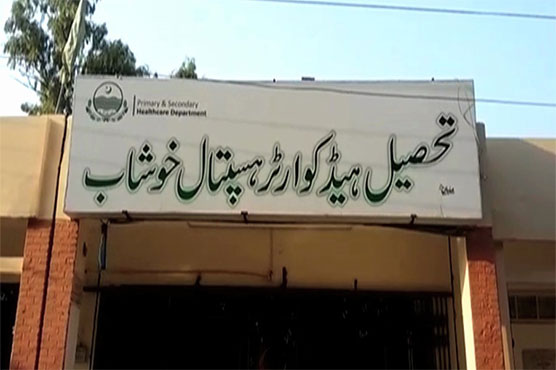 Primary & Secondary
Healthcare Department
تحصیل ہیڈ کوارٹر ہسپتال خوشاب